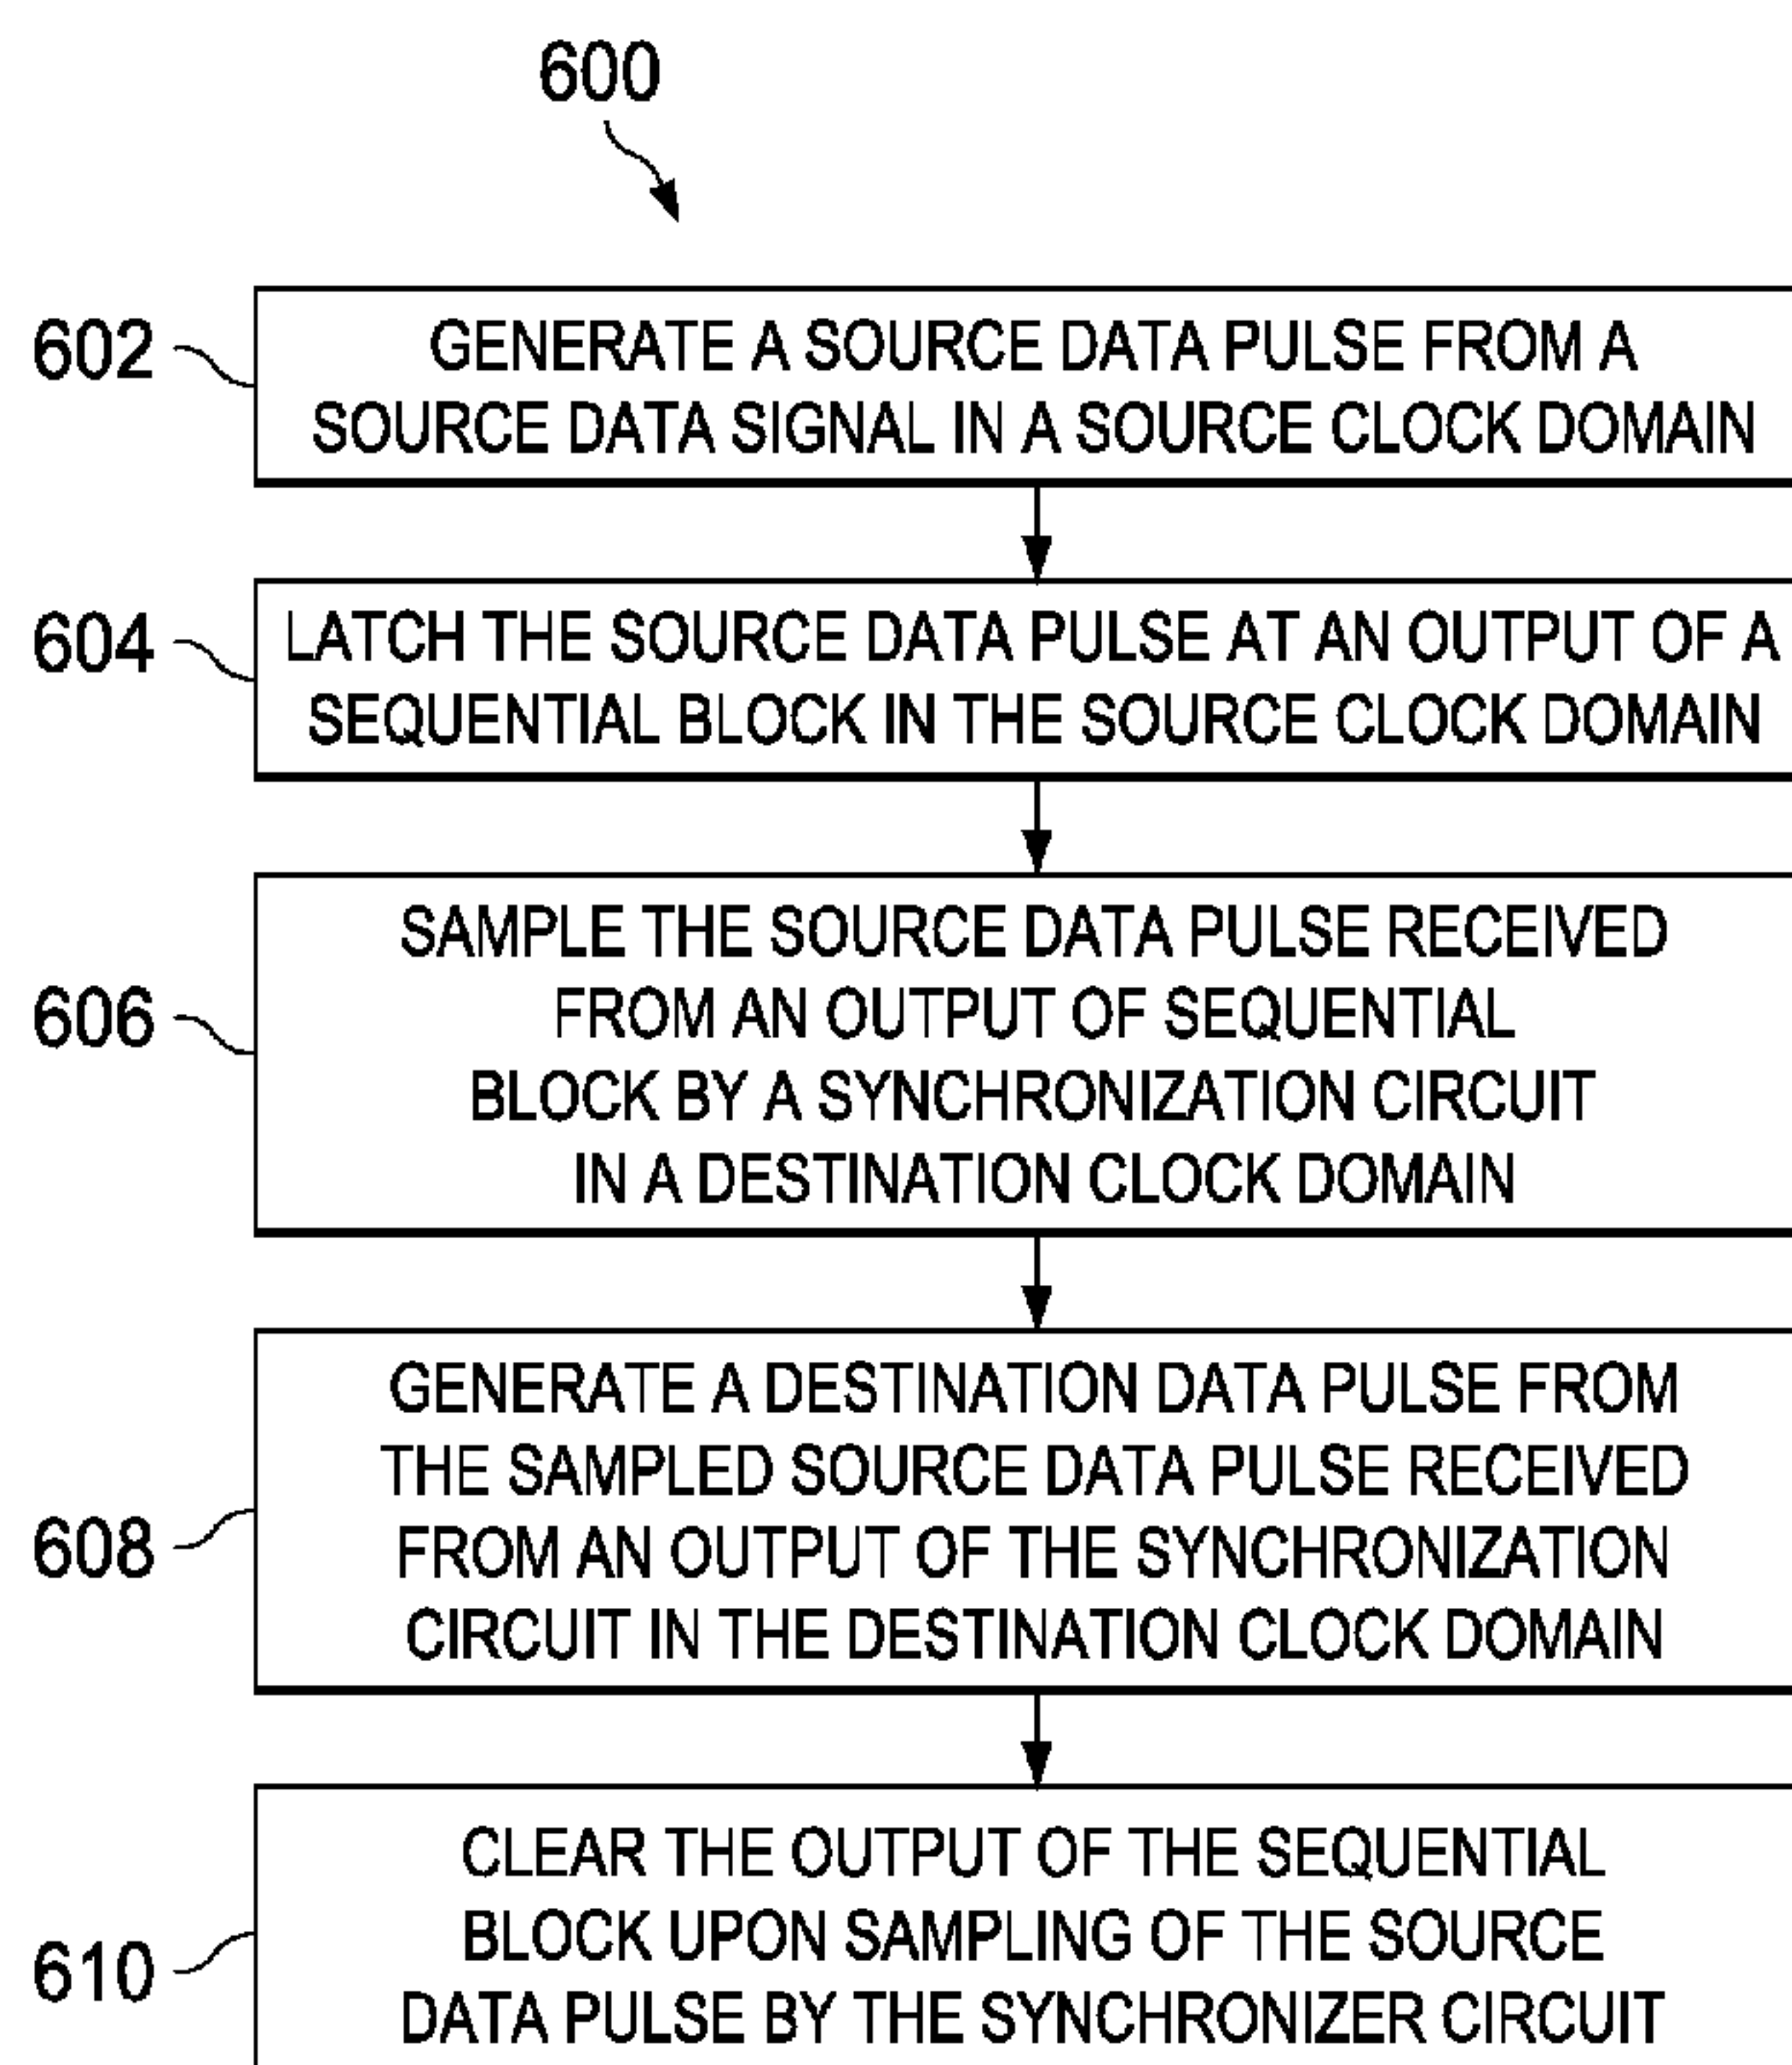 600
602
GENERATE A SOURCE DATA PULSE FROM A
SOURCE DATA SIGNAL IN A SOURCE CLOCK DOMAIN
604
LATCH THE SOURCE DATA PULSE AT AN OUTPUT OF A
SEQUENTIAL BLOCK IN THE SOURCE CLOCK DOMAIN
606
SAMPLE THE SOURCE DATA PULSE RECEIVED
FROM AN OUTPUT OF SEQUENTIAL
BLOCK BY A SYNCHRONIZATION CIRCUIT
IN A DESTINATION CLOCK DOMAIN
608
GENERATE A DESTINATION DATA PULSE FROM
THE SAMPLED SOURCE DATA PULSE RECEIVED
FROM AN OUTPUT OF THE SYNCHRONIZATION
CIRCUIT IN THE DESTINATION CLOCK DOMAIN
610
CLEAR THE OUTPUT OF THE SEQUENTIAL
BLOCK UPON SAMPLING OF THE SOURCE
DATA PULSE BY THE SYNCHRONIZER CIRCUIT